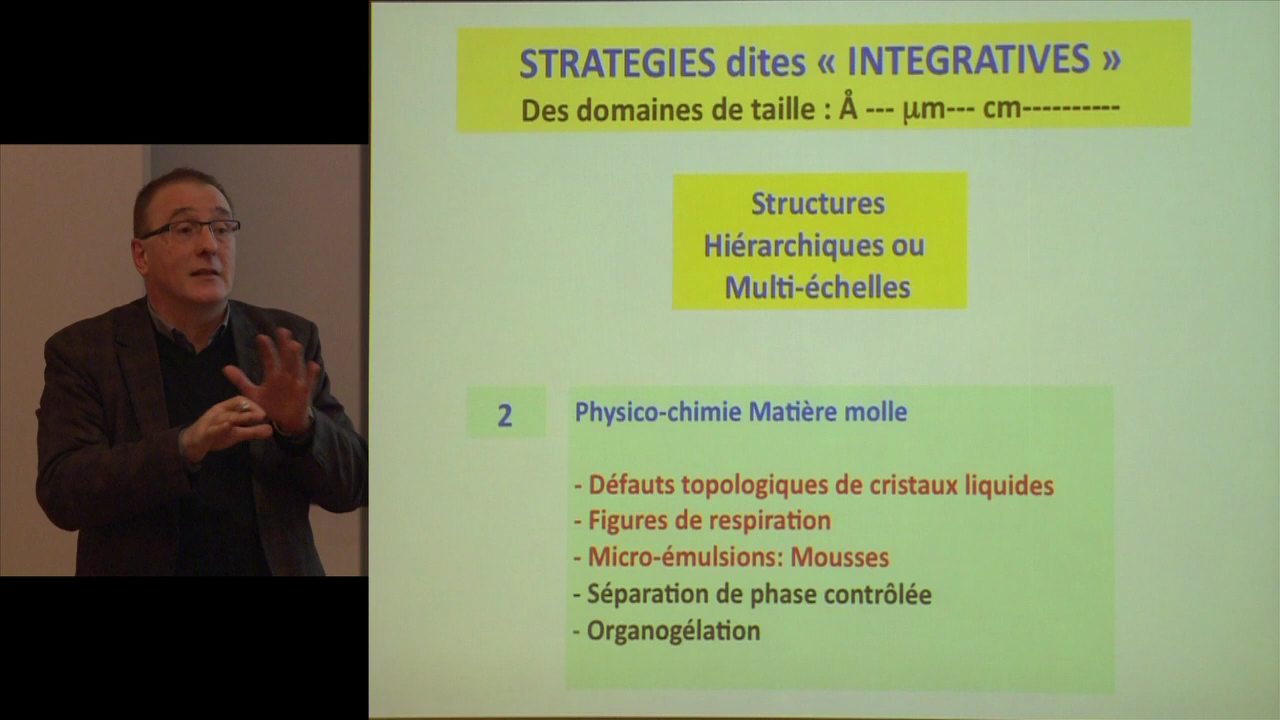 STRATEGIES dites « INTEGRATIVES »
Des domaines de taille : Å --- µm--- cm----------
Structures
Hiérarchiques ou
Multi-échelles
2
Physico-chimie Matière molle
- Défauts topologiques de cristaux liquides
- Figures de respiration
- Micro-émulsions: Mousses
- Séparation de phase contrôlée
- Organogélation